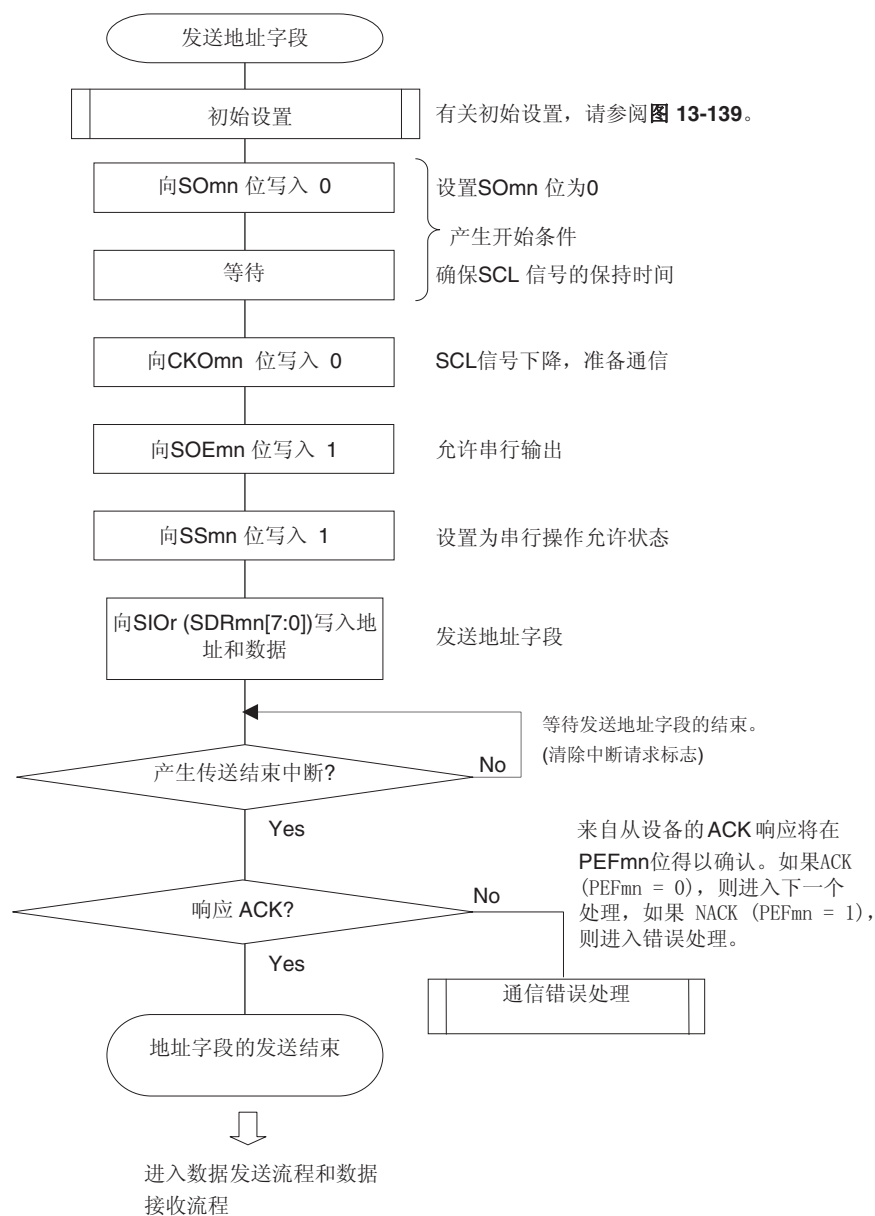 发送地址字段
初始设置
有关初始设置，请参阅图 13-139。
向SOmn 位写入 0
设置SOmn 位为0
产生开始条件
等待
确保SCL 信号的保持时间
向CKOmn 位写入 0
SCL信号下降，准备通信
向SOEmn 位写入 1
允许串行输出
向SSmn 位写入 1
设置为串行操作允许状态
向SIOr (SDRmn[7:0])写入地
址和数据
发送地址字段
等待发送地址字段的结束。
(清除中断请求标志)
产生传送结束中断?
No
Yes
来自从设备的ACK 响应将在
PEFmn位得以确认。如果ACK
(PEFmn = 0)，则进入下一个
处理，如果 NACK (PEFmn = 1)，
则进入错误处理。
响应 ACK?
No
Yes
通信错误处理
地址字段的发送结束
进入数据发送流程和数据
接收流程